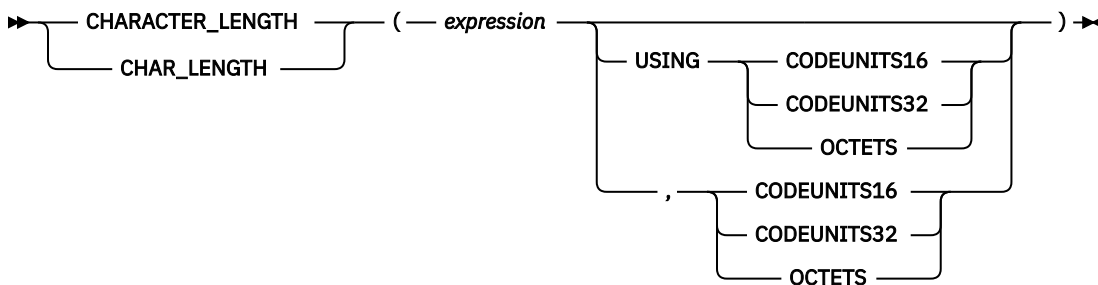 CHARACTER_LENGTH ( expression )
CHAR_LENGTH USING CODEUNITS16
CODEUNITS32
OCTETS
, CODEUNITS16
CODEUNITS32
OCTETS